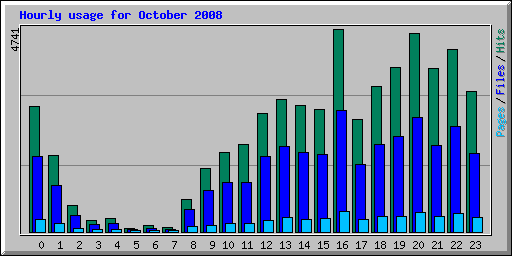 Hourly usage for October 2008
4741
Pages / Files / Hits
0 1 2 3 4 5 6 7 8 9 10 11 12 13 14 15 16 17 18 19 20 21 22 23